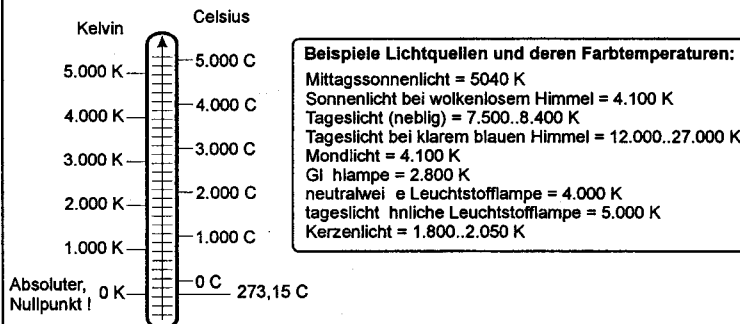 Kelvin
Celsius
5.000 K
5.000 C
4.000 K
4.000 C
3.000 K
3.000 C
2.000 K
2.000 C
1.000 K
1.000 C
Absoluter,
Nullpunkt !
0 K
0 C
273,15 C
Beispiele Lichtquellen und deren Farbtemperaturen:
Mittagssonnenlicht = 5040 K
Sonnenlicht bei wolkenlosem Himmel = 4.100 K
Tageslicht (neblig) = 7.500..8.400 K
Tageslicht bei klarem blauen Himmel = 12.000..27.000 K
Mondlicht = 4.100 K
Gl hlampe = 2.800 K
neutralwei e Leuchtstofflampe = 4.000 K
tageslicht hnliche Leuchtstofflampe = 5.000 K
Kerzenlicht = 1.800..2.050 K